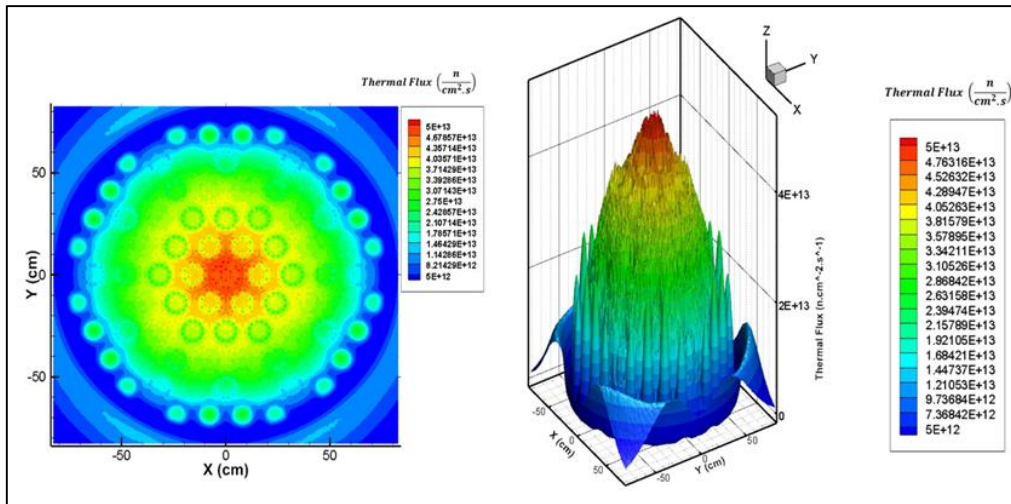 Thermal Flux (n/cm².s)
5E+13
4.67857E+13
4.35714E+13
4.03571E+13
3.71429E+13
3.39286E+13
3.07143E+13
2.75E+13
2.42857E+13
2.10714E+13
1.78571E+13
1.46429E+13
1.14286E+13
8.21429E+12
5E+12
50
0
-50
Y (cm)
-50
0
50
X (cm)
Z
Y
X
4E+13
2E+13
0
Thermal Flux (n.cm^-2.s^-1)
-50
0
50
X (cm)
-50
0
50
Y (cm)
Thermal Flux (n/cm².s)
5E+13
4.76316E+13
4.52632E+13
4.28947E+13
4.05263E+13
3.81579E+13
3.57895E+13
3.34211E+13
3.10526E+13
2.86842E+13
2.63158E+13
2.39474E+13
2.15789E+13
1.92105E+13
1.68421E+13
1.44737E+13
1.21053E+13
9.73684E+12
7.36842E+12
5E+12